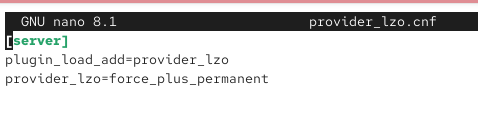 GNU nano 8.1 provider_lzo.cnf
[server]
plugin_load_add=provider_lzo
provider_lzo=force_plus_permanent